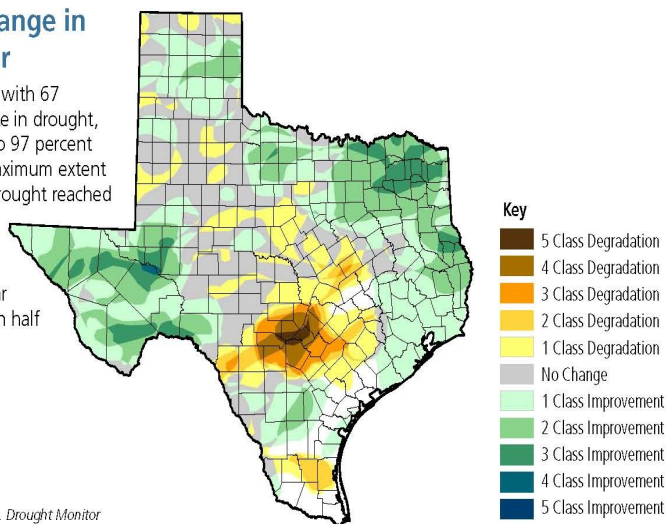 ange in
r
with 67
e in drought,
o 97 percent
aximum extent
rought reached
ar
n half
. Drought Monitor
Key
5 Class Degradation
4 Class Degradation
3 Class Degradation
2 Class Degradation
1 Class Degradation
No Change
1 Class Improvement
2 Class Improvement
3 Class Improvement
4 Class Improvement
5 Class Improvement